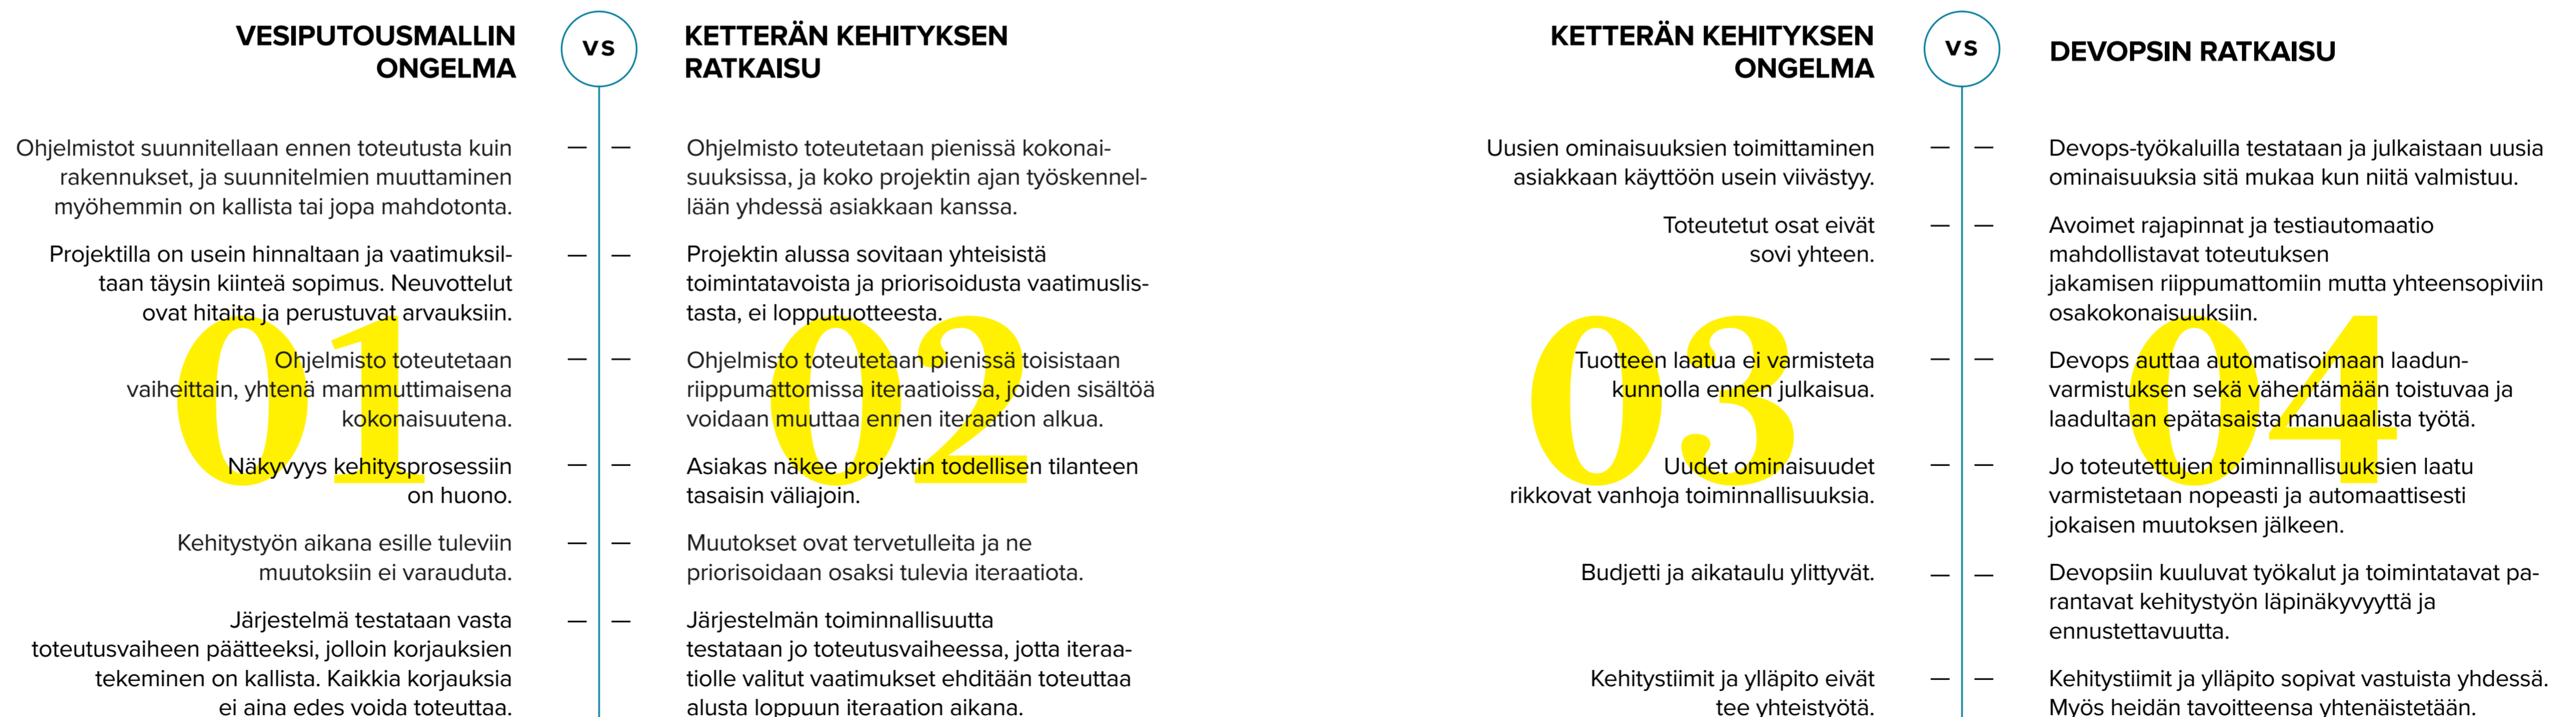 VESIPUTOUSMALLIN
ONGELMA
VS
KETTERÄN KEHITYKSEN
RATKAISU
Ohjelmistot suunnitellaan ennen toteutusta kuin
rakennukset, ja suunnitelmien muuttaminen
myöhemmin on kallista tai jopa mahdotonta.
Ohjelmisto toteutetaan pienissä kokonai-
suuksissa, ja koko projektin ajan työskennel-
lään yhdessä asiakkaan kanssa.
Projektilla on usein hinnaltaan ja vaatimuksil-
taan täysin kiinteä sopimus. Neuvottelut
ovat hitaita ja perustuvat arvauksiin.
Projektin alussa sovitaan yhteisistä
toimintatavoista ja priorisoidusta vaatimuslis-
tasta, ei lopputuotteesta.
01
02
Ohjelmisto toteutetaan
vaiheittain, yhtenä mammuttimaisena
kokonaisuutena.
Ohjelmisto toteutetaan pienissä toisistaan
riippumattomissa iteraatioissa, joiden sisältöä
voidaan muuttaa ennen iteraation alkua.
Näkyvyys kehitysprosessiin
on huono.
Asiakas näkee projektin todellisen tilanteen
tasaisin väliajoin.
Kehitystyön aikana esille tuleviin
muutoksiin ei varauduta.
Muutokset ovat tervetulleita ja ne
priorisoidaan osaksi tulevia iteraatiota.
Järjestelmä testataan vasta
toteutusvaiheen päätteeksi, jolloin korjauksien
tekeminen on kallista. Kaikkia korjauksia
ei aina edes voida toteuttaa.
Järjestelmän toiminnallisuutta
testataan jo toteutusvaiheessa, jotta iteraa-
tiolle valitut vaatimukset ehditään toteuttaa
alusta loppuun iteraation aikana.
KETTERÄN KEHITYKSEN
ONGELMA
VS
DEVOPSIN RATKAISU
Uusien ominaisuuksien toimittaminen
asiakkaan käyttöön usein viivästyy.
Devops-työkaluilla testataan ja julkaistaan uusia
ominaisuuksia sitä mukaa kun niitä valmistuu.
Toteutetut osat eivät
sovi yhteen.
Avoimet rajapinnat ja testiautomaatio
mahdollistavat toteutuksen
jakamisen riippumattomiin mutta yhteensopiviin
osakokonaisuuksiin.
03
04
Tuotteen laatua ei varmisteta
kunnolla ennen julkaisua.
Devops auttaa automatisoimaan laadun-
varmistuksen sekä vähentämään toistuvaa ja
laadultaan epätasaista manuaalista työtä.
Uudet ominaisuudet
rikkovat vanhoja toiminnallisuuksia.
Jo toteutettujen toiminnallisuuksien laatu
varmistetaan nopeasti ja automaattisesti
jokaisen muutoksen jälkeen.
Budjetti ja aikataulu ylittyvät.
Devopsiin kuuluvat työkalut ja toimintatavat pa-
rantavat kehitystyön läpinäkyvyyttä ja
ennustettavuutta.
Kehitystiimit ja ylläpito eivät
tee yhteistyötä.
Kehitystiimit ja ylläpito sopivat vastuista yhdessä.
Myös heidän tavoitteensa yhtenäistetään.